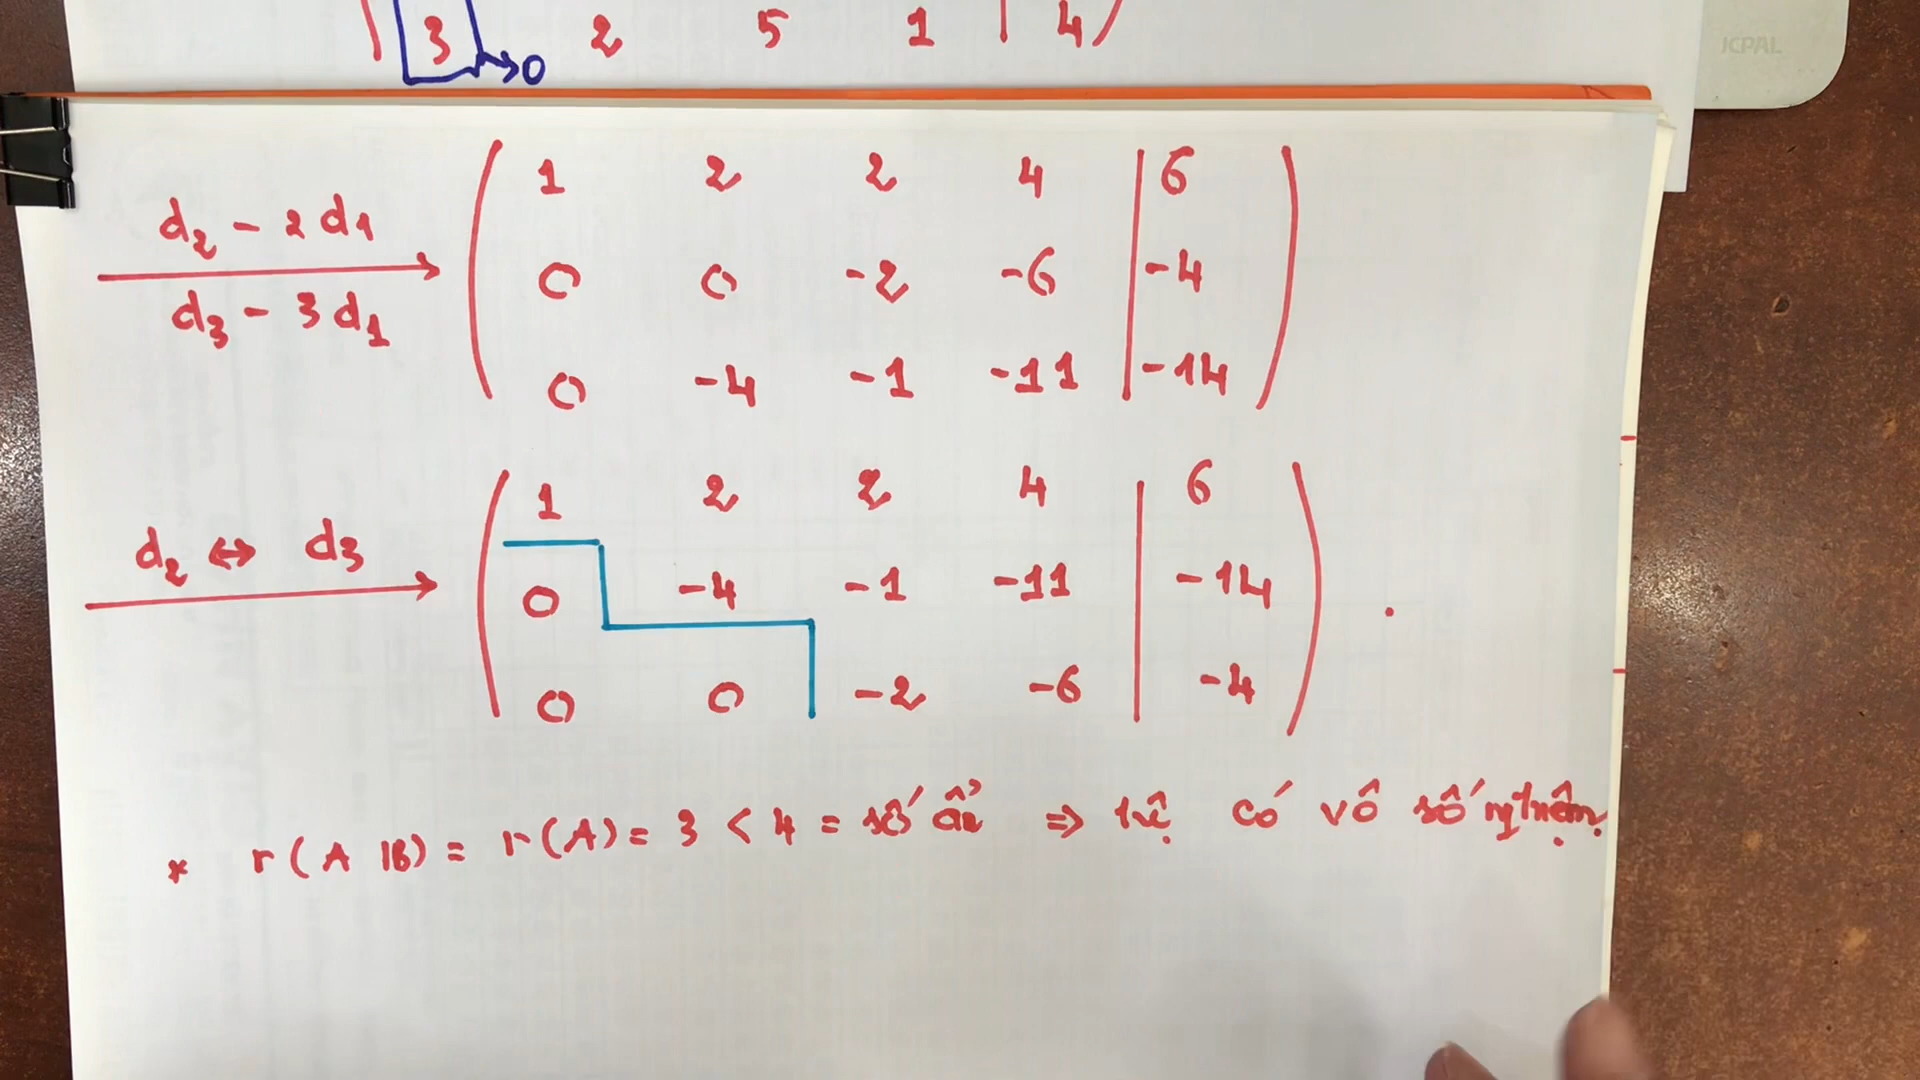 JCPAL
3 2 5 1 | 4
→0
d₂ - 2d₁
d₃ - 3d₁
1 2 2 4 | 6
0 0 -2 -6 | -4
0 -4 -1 -11 | -14
d₂ ↔ d₃
1 2 2 4 | 6
0 -4 -1 -11 | -14 .
0 0 -2 -6 | -4
* r(A|B) = r(A) = 3 < 4 = số ẩn ⇒ hệ có vô số nghiệm.